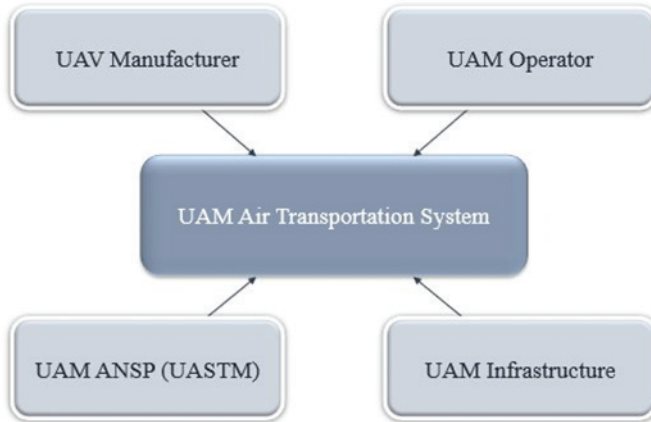 UAV Manufacturer
UAM Operator
UAM Air Transportation System
UAM ANSP (UASTM)
UAM Infrastructure